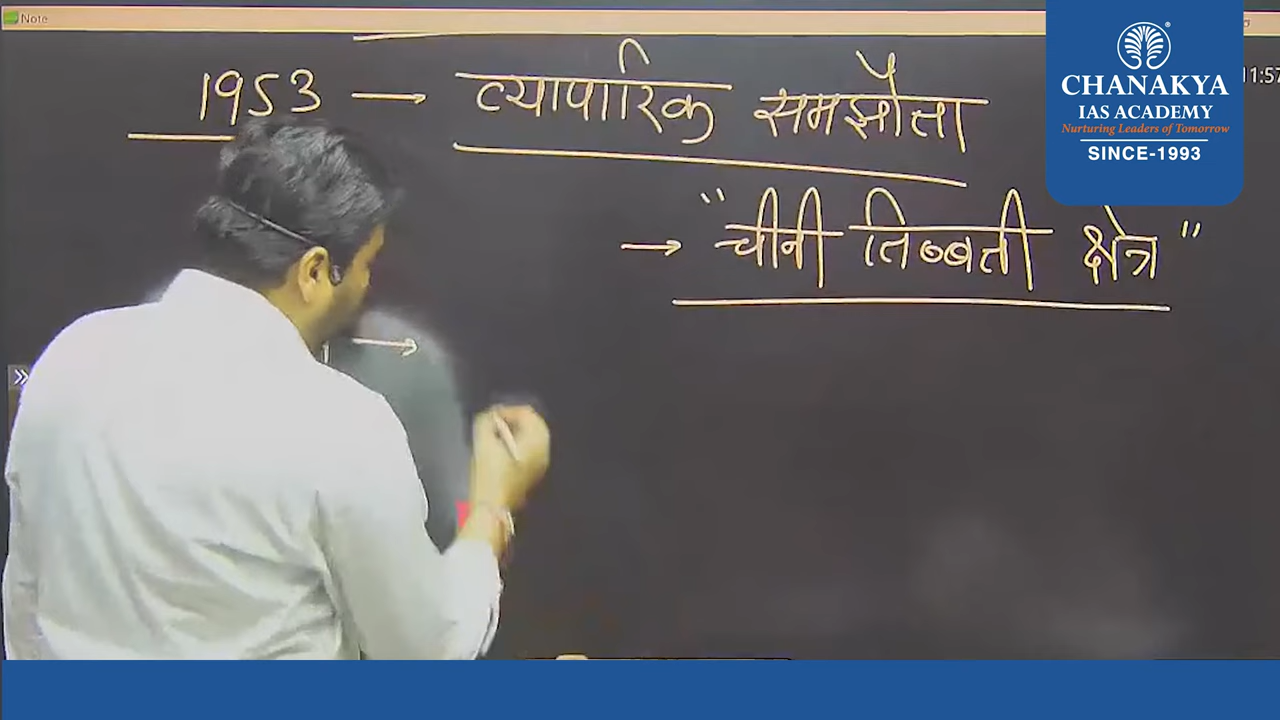 Note
1953 → व्यापारिक समझौता
→ "चीनी तिब्बती क्षेत्र"
→
11:57
CHANAKYA
IAS ACADEMY
Nurturing Leaders of Tomorrow
SINCE-1993